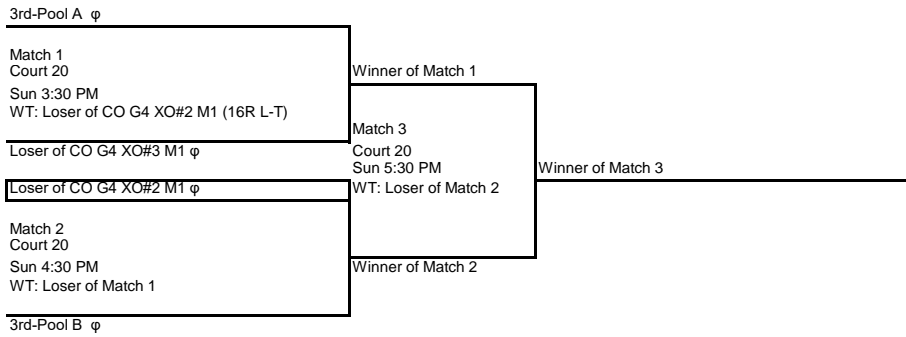 3rd-Pool A φ
Match 1
Court 20
Sun 3:30 PM
WT: Loser of CO G4 XO#2 M1 (16R L-T)
Loser of CO G4 XO#3 M1 φ
Winner of Match 1
Match 3
Court 20
Sun 5:30 PM
WT: Loser of Match 2
Winner of Match 3
Loser of CO G4 XO#2 M1 φ
Match 2
Court 20
Sun 4:30 PM
WT: Loser of Match 1
Winner of Match 2
3rd-Pool B φ